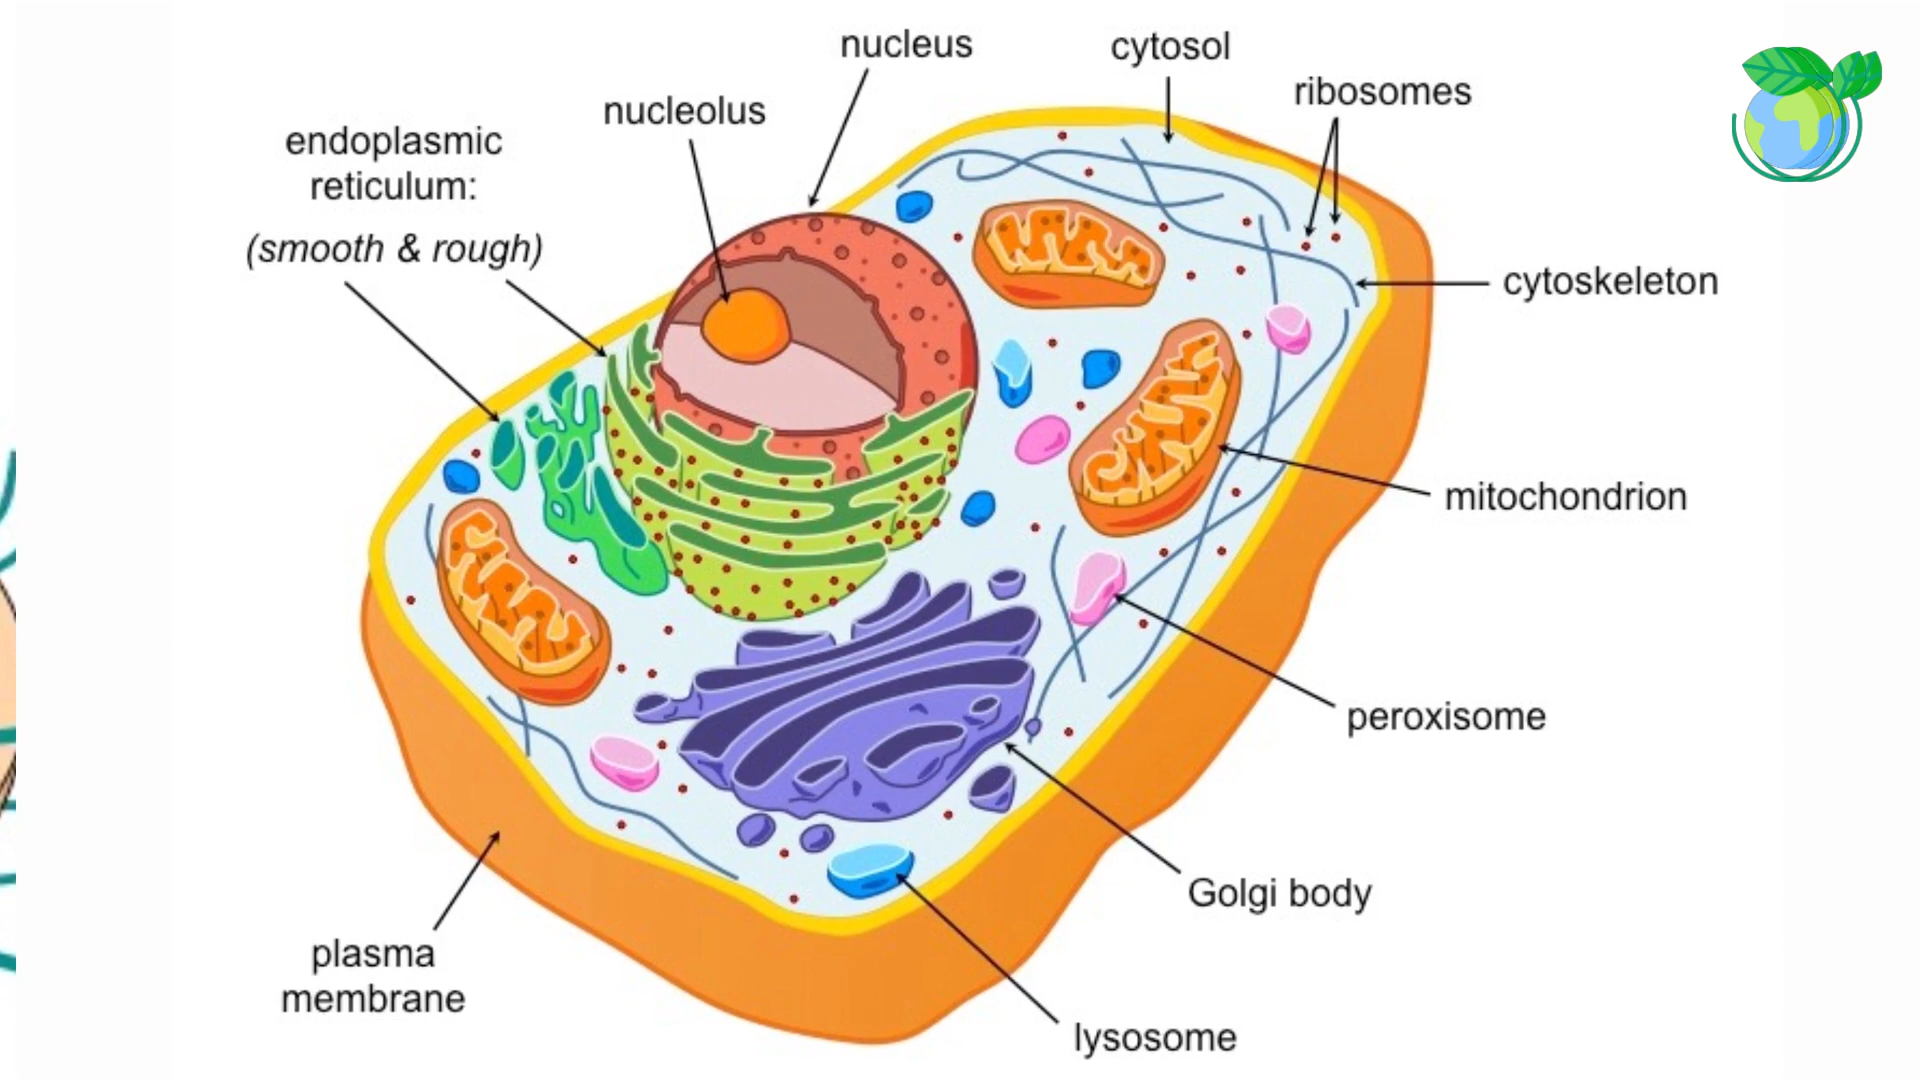 nucleus
cytosol
ribosomes
nucleolus
endoplasmic
reticulum:
(smooth & rough)
cytoskeleton
mitochondrion
peroxisome
Golgi body
plasma
membrane
lysosome